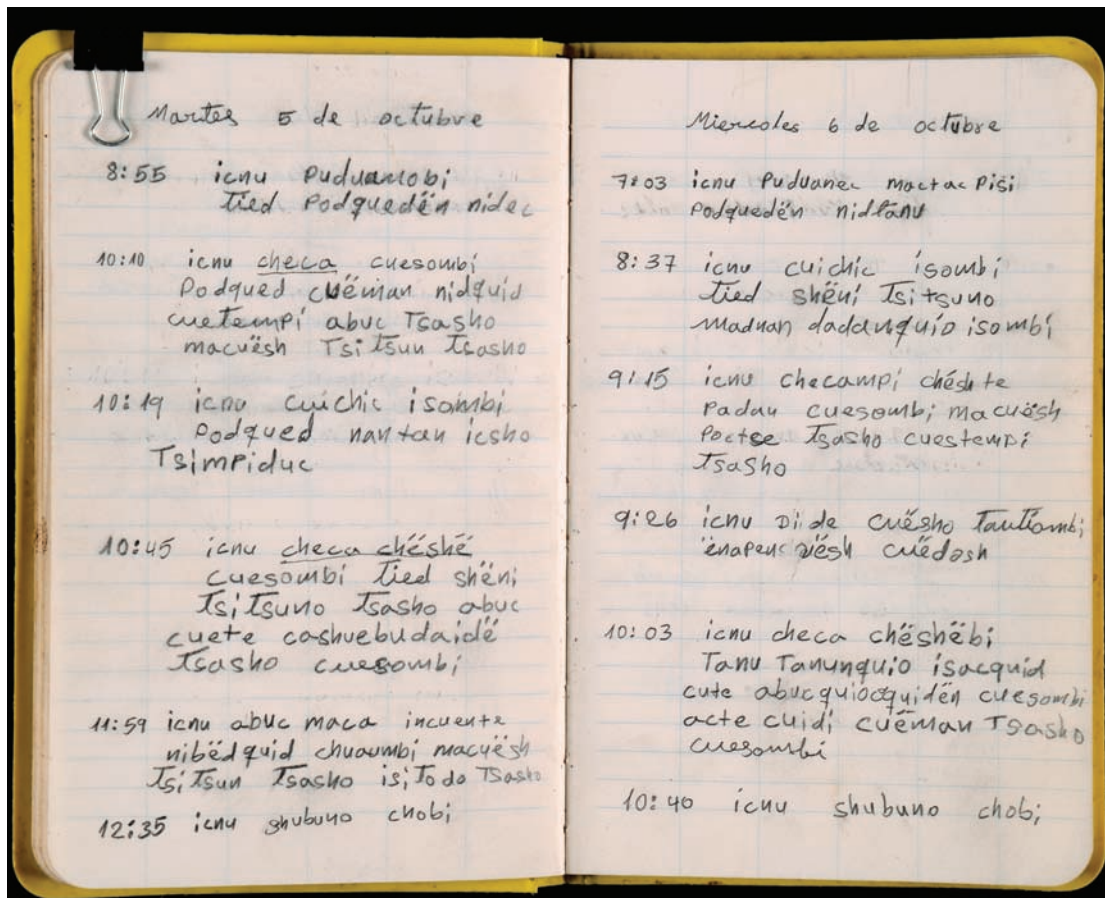 Martes 5 de octubre
8:55 icnu Puduanobi
tied Podquedën nidec
10:10 icnu checa cuesombi
Podqued cuëman nidquid
cuetempi abuc Tsasho
macuësh Tsitsun tsasho
10:19 icnu cuichic isombi
Podqued nantan icsho
Tsimpiduc
10:45 icnu checa chëshë
cuesombi tied shëni
tsitsuno tsasho abuc
cuete cashuebudaidë
tsasho cuesombi
11:59 icnu abuc maca incuente
nibëdquid chuaumbi macuësh
Tsitsun Tsasho isitodo Tsasho
12:35 icnu shubuno chobi
Miercoles 6 de octubre
7:03 icnu Puduanec mactac Pisi
Podquedën nidtanu
8:37 icnu cuichic isombi
tied shëni tsitsuno
maduan dadanquio isombi
9:15 icnu checampi chështe
Padau cuesombi macuësh
Poctse tsasho cuestempi
tsasho
9:26 icnu Di de cuësho Tautiambi
ënapen vësh cuëdash
10:03 icnu checa chëshëbi
Tanu Tanunquio isacquid
cute abucquiocquidën cuesombi
acte cuidi cuëman Tsasho
cuesombi
10:40 icnu shubuno chobi